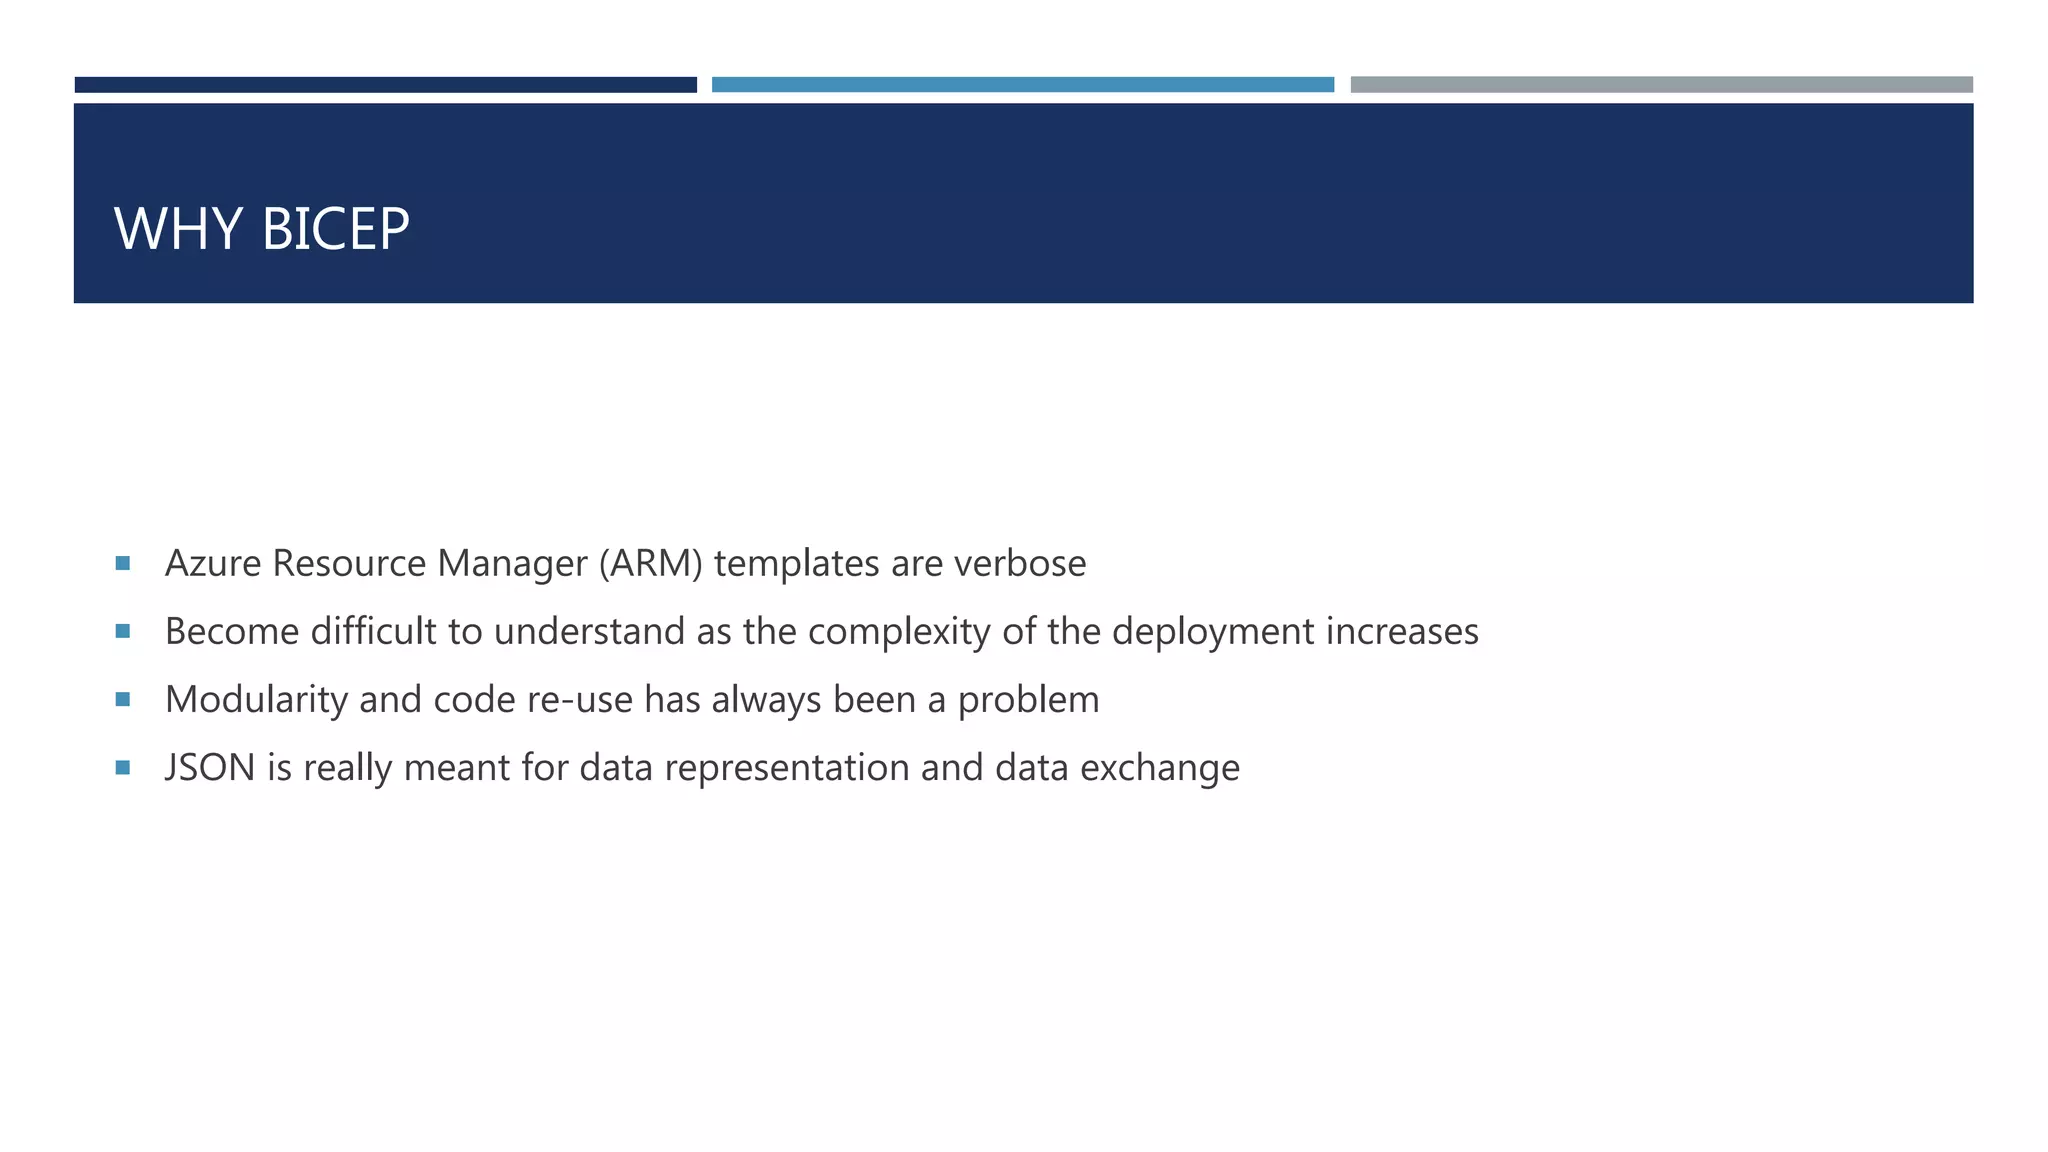 WHY BICEP
Azure Resource Manager (ARM) templates are verbose
Become difficult to understand as the complexity of the deployment increases
Modularity and code re-use has always been a problem
JSON is really meant for data representation and data exchange